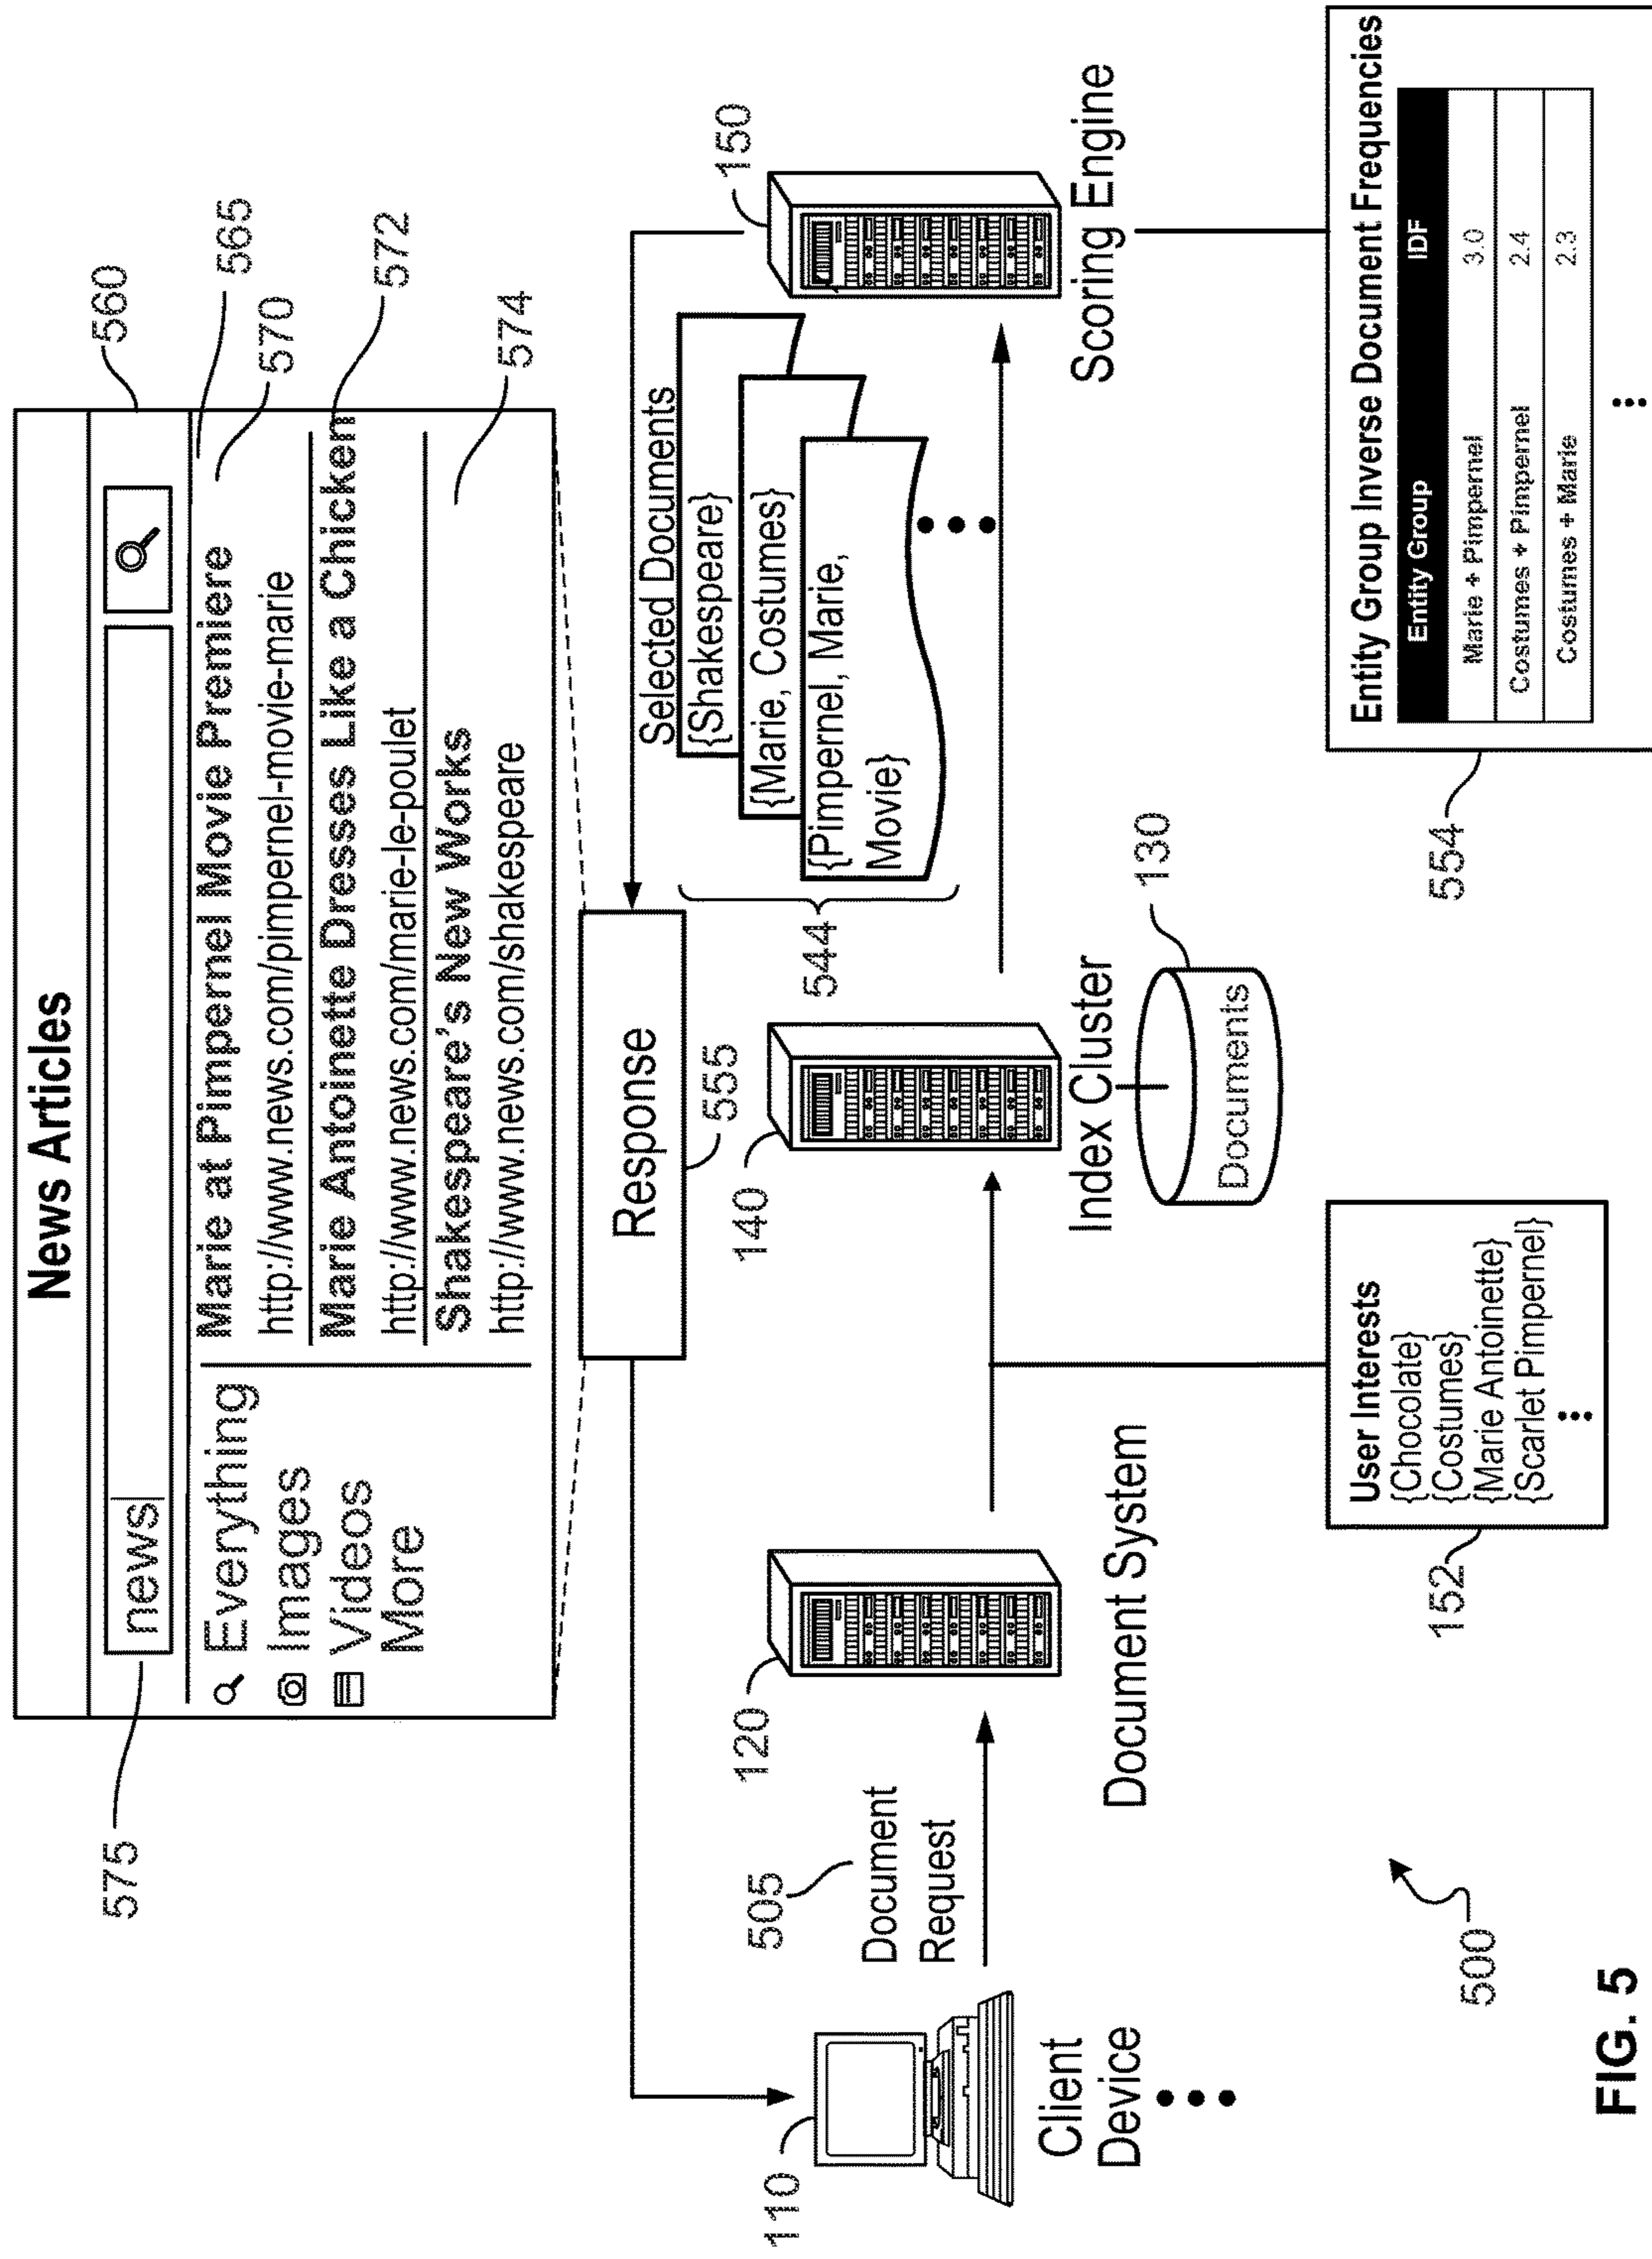 News Articles
575
news
560
565
Everything
Images
Videos
More
Marie at Pimpernel Movie Premiere
570
http://www.news.com/pimpernel-movie-marie
Marie Antoinette Dresses Like a Chicken
572
http://www.news.com/marie-le-poulet
Shakespeare's New Works
574
http://www.news.com/shakespeare
Response
555
Selected Documents
{Shakespeare}
{Marie, Costumes}
{Pimpernel, Marie,
Movie}
544
110
Client
Device
505
Document
Request
120
Document System
140
Index Cluster
Documents
130
150
Scoring Engine
User Interests
{Chocolate}
{Costumes}
{Marie Antoinette}
{Scarlet Pimpernel}
152
Entity Group Inverse Document Frequencies
Entity Group IDF
Marie + Pimpernel 3.0
Costumes + Pimpernel 2.4
Costumes + Marie 2.3
554
500
FIG. 5